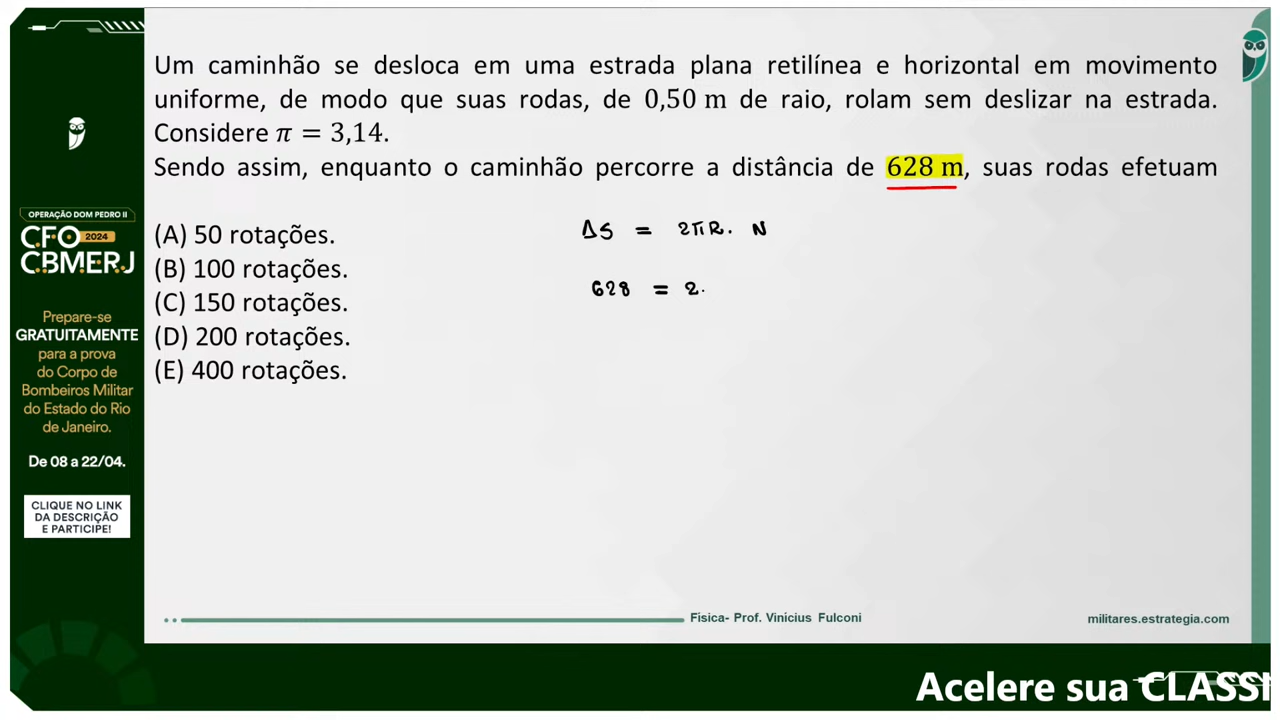 Um caminhão se desloca em uma estrada plana retilínea e horizontal em movimento
uniforme, de modo que suas rodas, de 0,50 m de raio, rolam sem deslizar na estrada.
Considere π = 3,14.
Sendo assim, enquanto o caminhão percorre a distância de 628 m, suas rodas efetuam
(A) 50 rotações.
(B) 100 rotações.
(C) 150 rotações.
(D) 200 rotações.
(E) 400 rotações.
ΔS = 2πR. N
628 = 2.
OPERAÇÃO DOM PEDRO II
CFO 2024
CBMERJ
Prepare-se
GRATUITAMENTE
para a prova
do Corpo de
Bombeiros Militar
do Estado do Rio
de Janeiro.
De 08 a 22/04.
CLIQUE NO LINK
DA DESCRIÇÃO
E PARTICIPE!
Física- Prof. Vinícius Fulconi
militares.estrategia.com
Acelere sua CLASSI